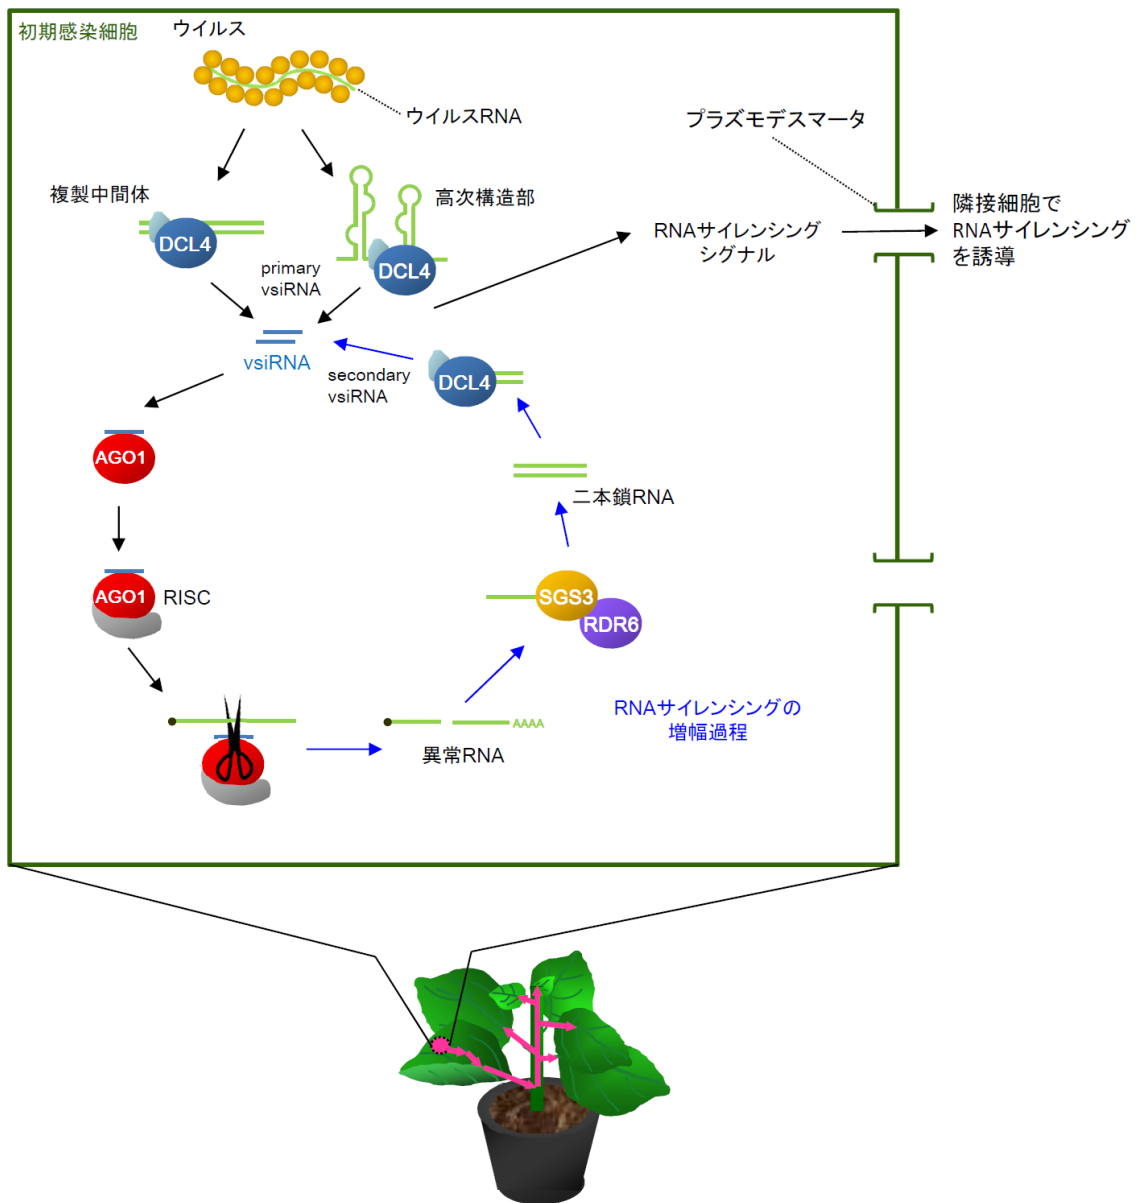 初期感染細胞
ウイルス
ウイルスRNA
プラズモデスマータ
複製中間体
高次構造部
DCL4
DCL4
primary
vsiRNA
RNAサイレンシング
シグナル
隣接細胞で
RNAサイレンシング
を誘導
vsiRNA
secondary
vsiRNA
DCL4
AGO1
二本鎖RNA
AGO1
RISC
SGS3
RDR6
AAAA
異常RNA
RNAサイレンシングの
増幅過程